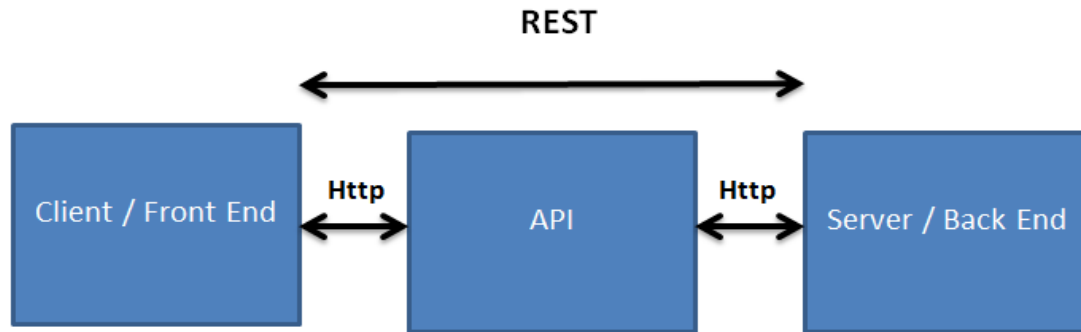 REST
Client / Front End
Http
API
Http
Server / Back End